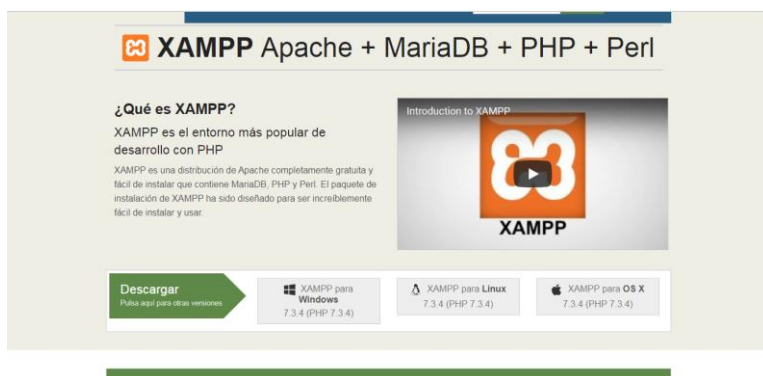 XAMPP Apache + MariaDB + PHP + Perl
¿Qué es XAMPP?
XAMPP es el entorno más popular de
desarrollo con PHP
XAMPP es una distribución de Apache completamente gratuita y
fácil de instalar que contiene MariaDB, PHP y Perl. El paquete de
instalación de XAMPP ha sido diseñado para ser increíblemente
fácil de instalar y usar.
Introduction to XAMPP
XAMPP
Descargar
Pulsa aquí para otras versiones
XAMPP para
Windows
7.3.4 (PHP 7.3.4)
XAMPP para Linux
7.3.4 (PHP 7.3.4)
XAMPP para OS X
7.3.4 (PHP 7.3.4)